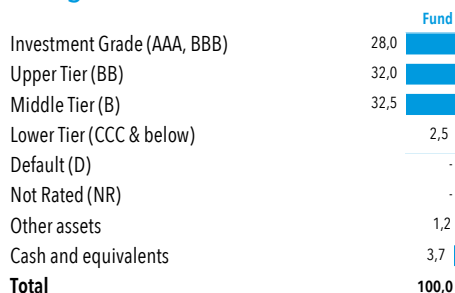 Fund
Investment Grade (AAA, BBB) 28,0
Upper Tier (BB) 32,0
Middle Tier (B) 32,5
Lower Tier (CCC & below) 2,5
Default (D) -
Not Rated (NR) -
Other assets 1,2
Cash and equivalents 3,7
Total 100,0